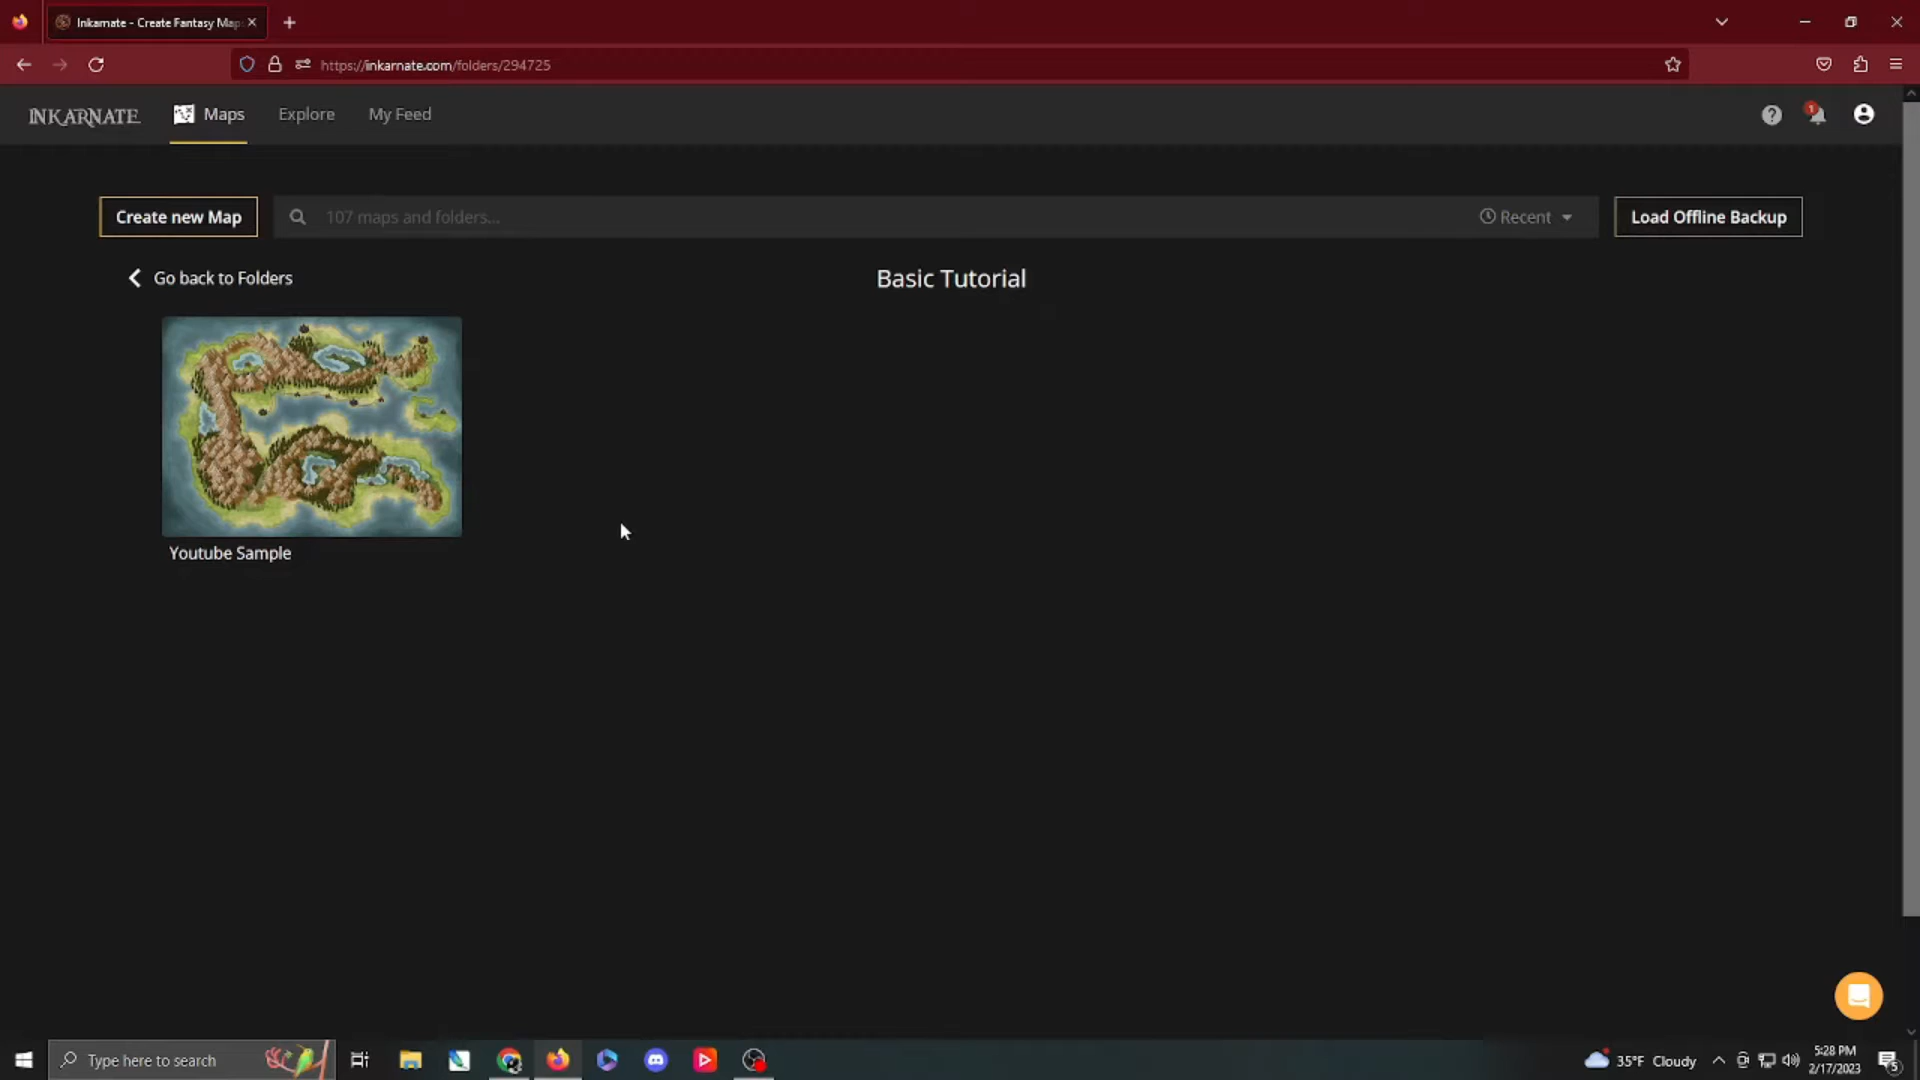 Inkarnate - Create Fantasy Map
https://inkarnate.com/folders/294725
INKARNATE
Maps
Explore
My Feed
1
Create new Map
107 maps and folders...
Recent
Load Offline Backup
Go back to Folders
Basic Tutorial
Youtube Sample
Type here to search
35°F Cloudy
5:28 PM
2/17/2023
5